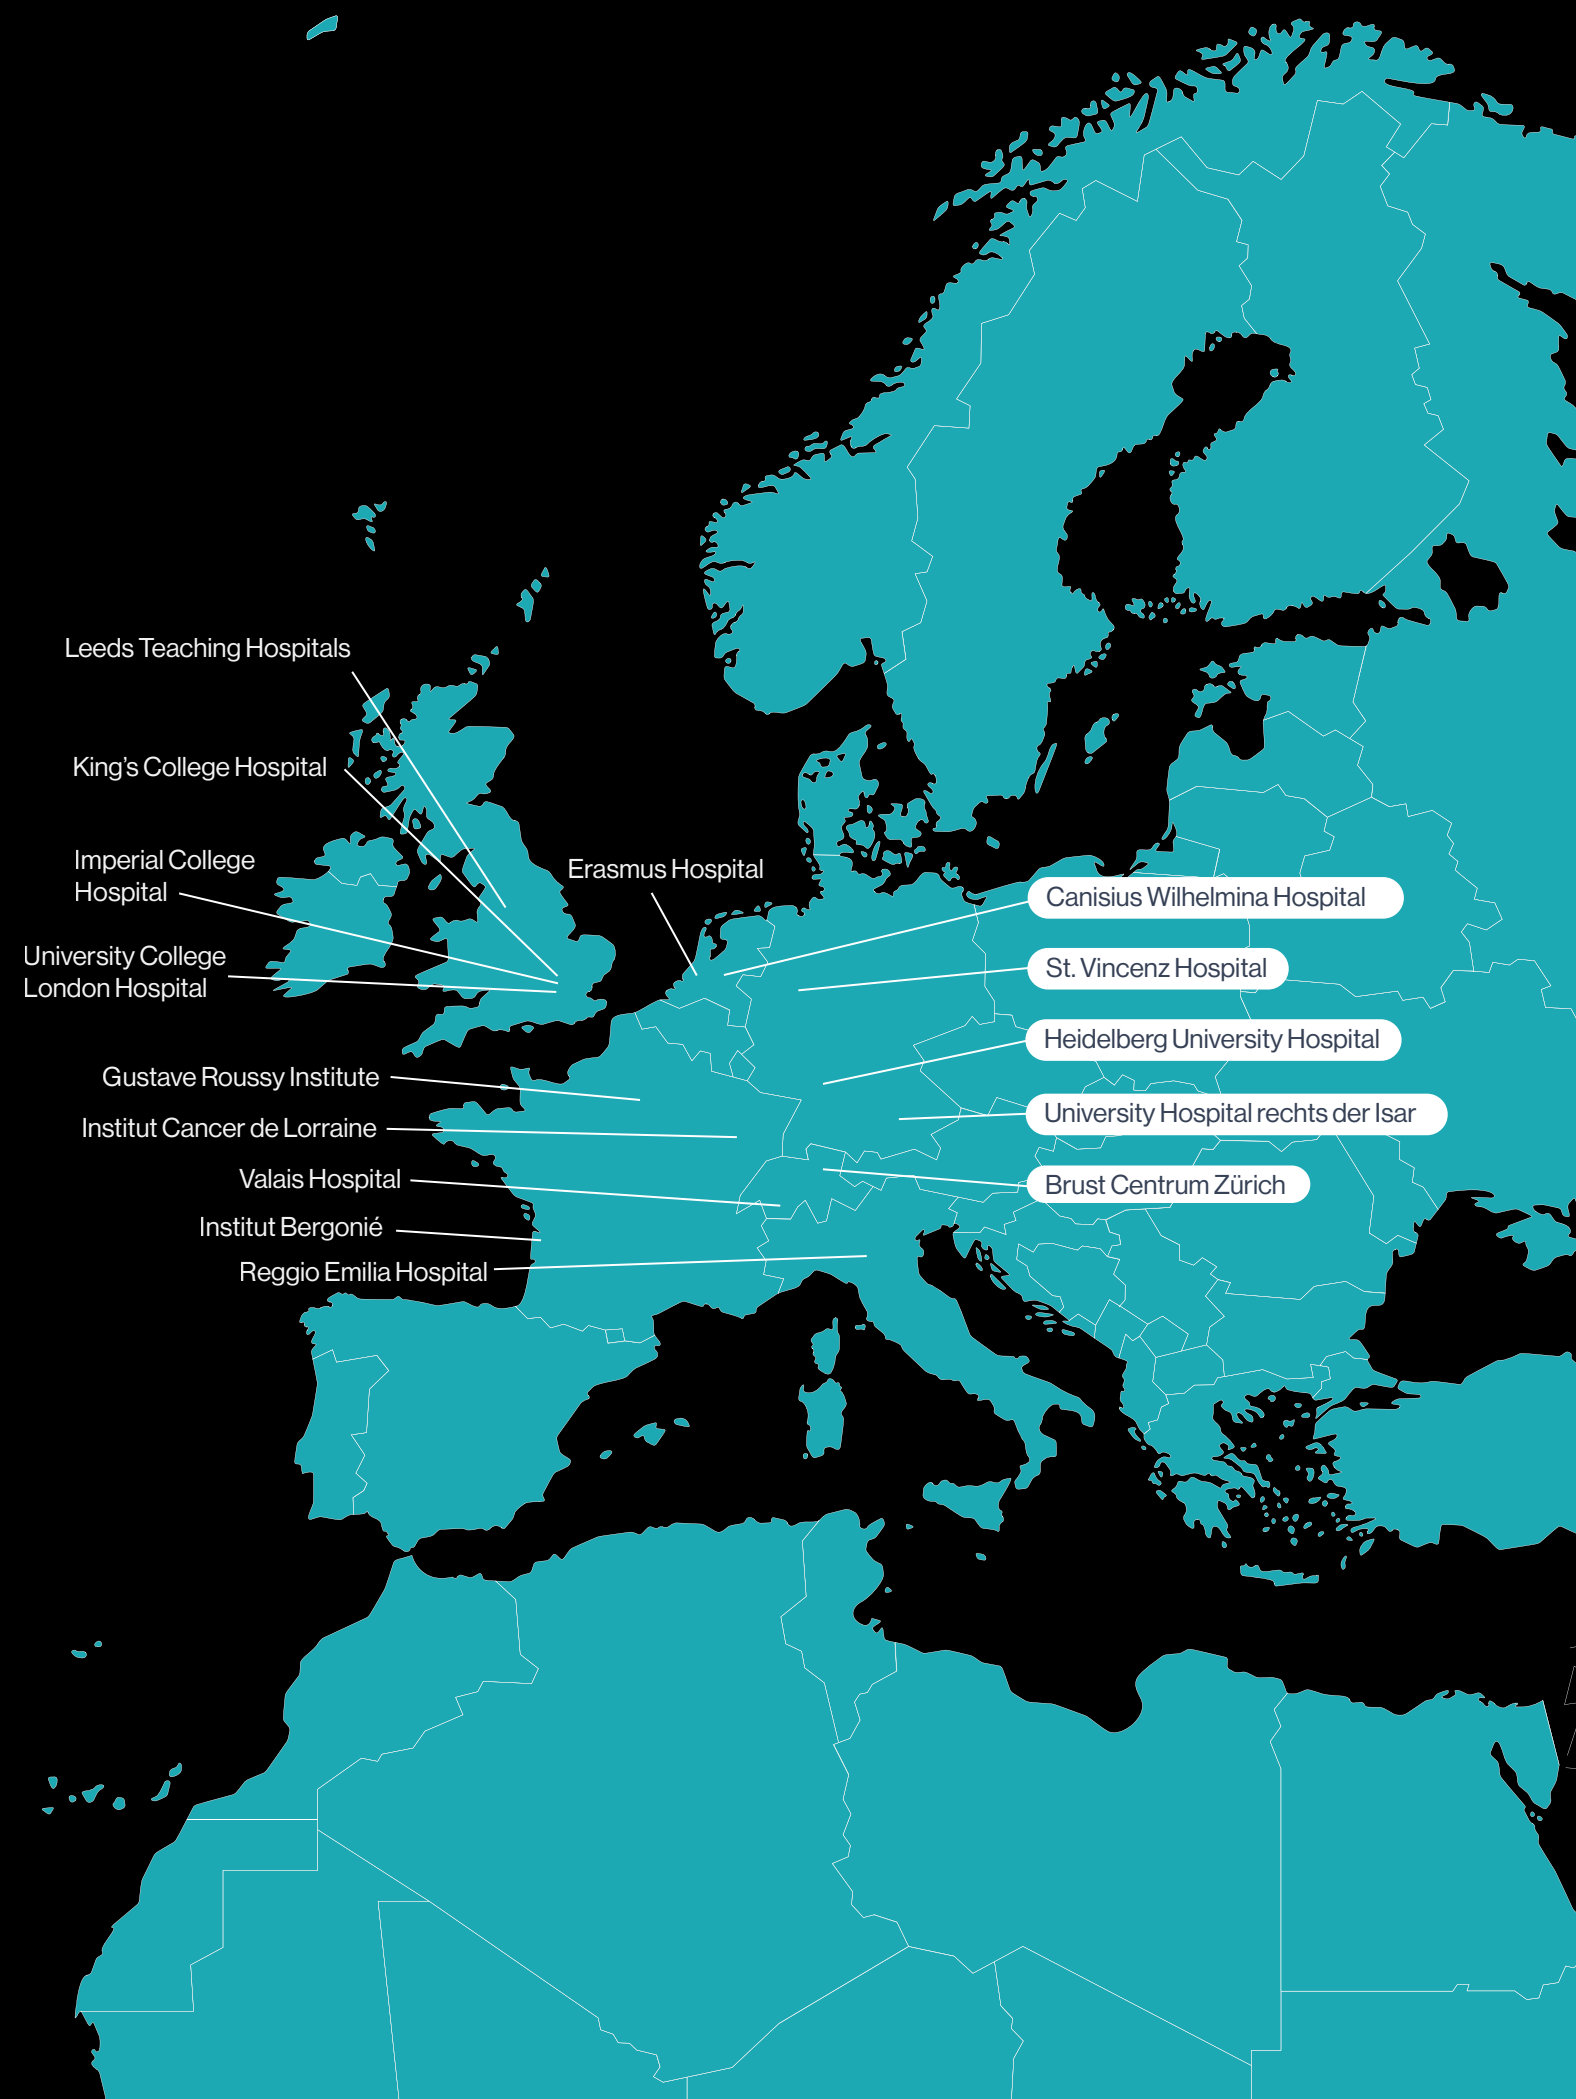 Leeds Teaching Hospitals
King’s College Hospital
Imperial College
Hospital
University College
London Hospital
Erasmus Hospital
Canisius Wilhelmina Hospital
St. Vincenz Hospital
Heidelberg University Hospital
University Hospital rechts der Isar
Brust Centrum Zürich
Gustave Roussy Institute
Institut Cancer de Lorraine
Valais Hospital
Institut Bergonié
Reggio Emilia Hospital